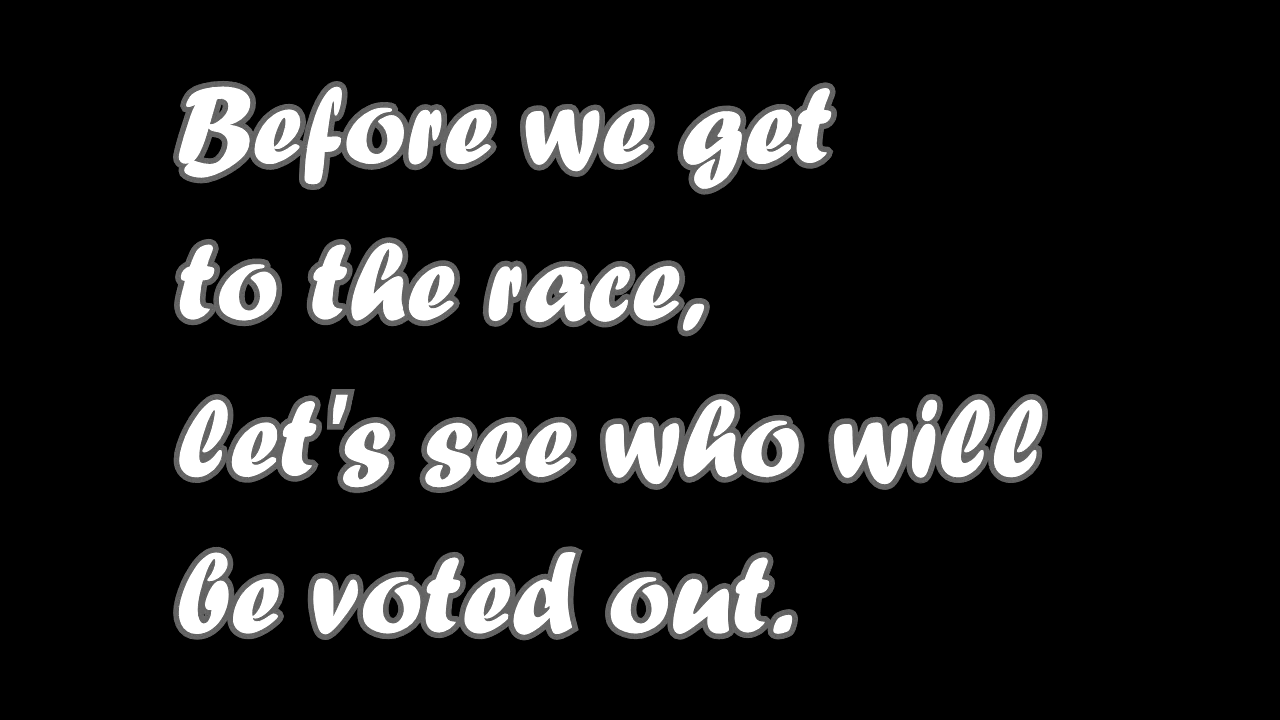 Before we get
to the race,
let's see who will
be voted out.